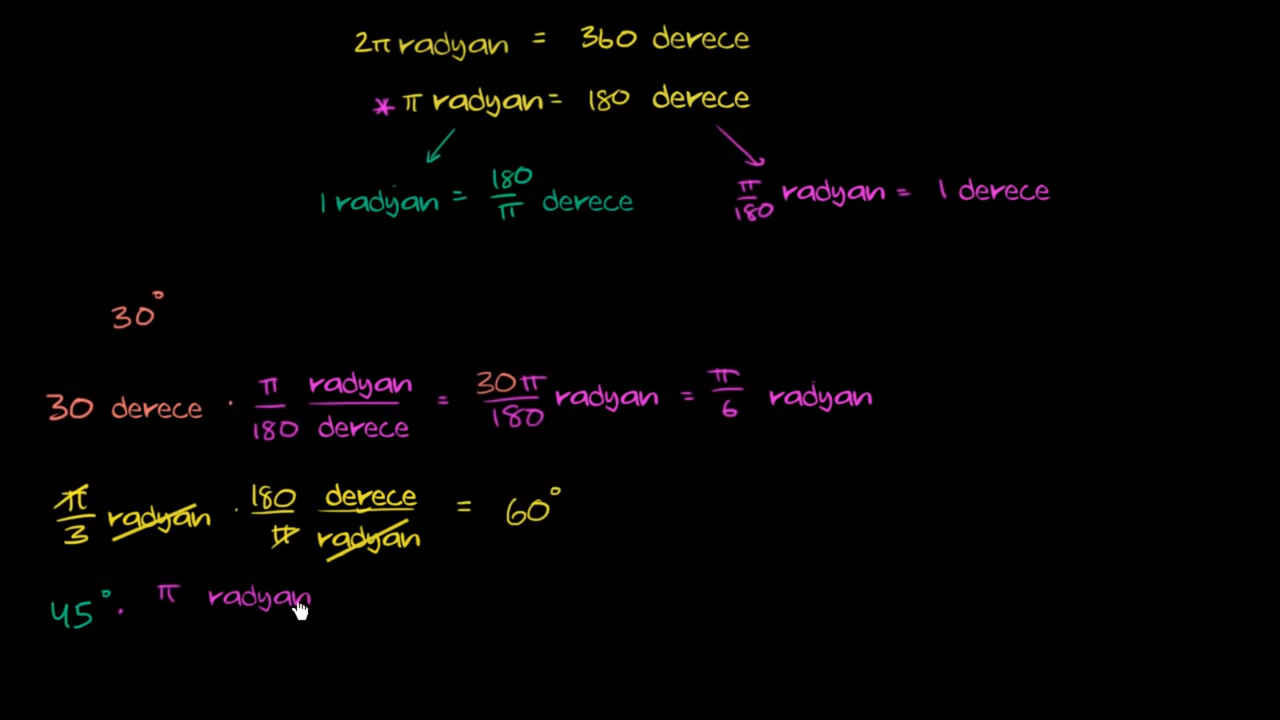 2π radyan = 360 derece
* π radyan = 180 derece
1 radyan = 180/π derece
π/180 radyan = 1 derece
30°
30 derece · π/180 radyan/derece = 30π/180 radyan = π/6 radyan
π/3 radyan · 180/π derece/radyan = 60°
45° · π radyan